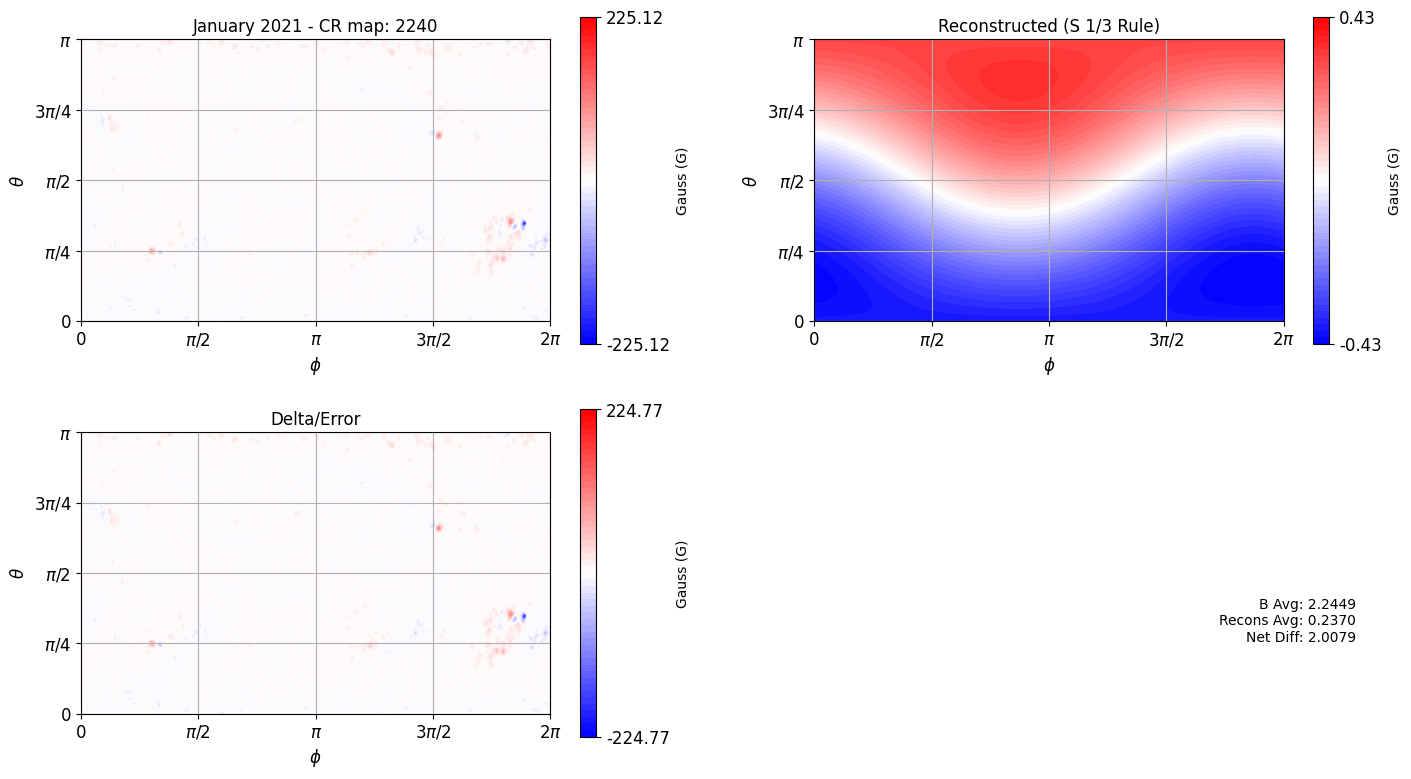 January 2021 - CR map: 2240
225.12
π
3π/4
π/2
π/4
0
θ
0
π/2
π
3π/2
2π
ϕ
-225.12
Gauss (G)
Reconstructed (S 1/3 Rule)
0.43
π
3π/4
π/2
π/4
0
θ
0
π/2
π
3π/2
2π
ϕ
-0.43
Gauss (G)
Delta/Error
224.77
π
3π/4
π/2
π/4
0
θ
0
π/2
π
3π/2
2π
ϕ
-224.77
Gauss (G)
B Avg: 2.2449
Recons Avg: 0.2370
Net Diff: 2.0079